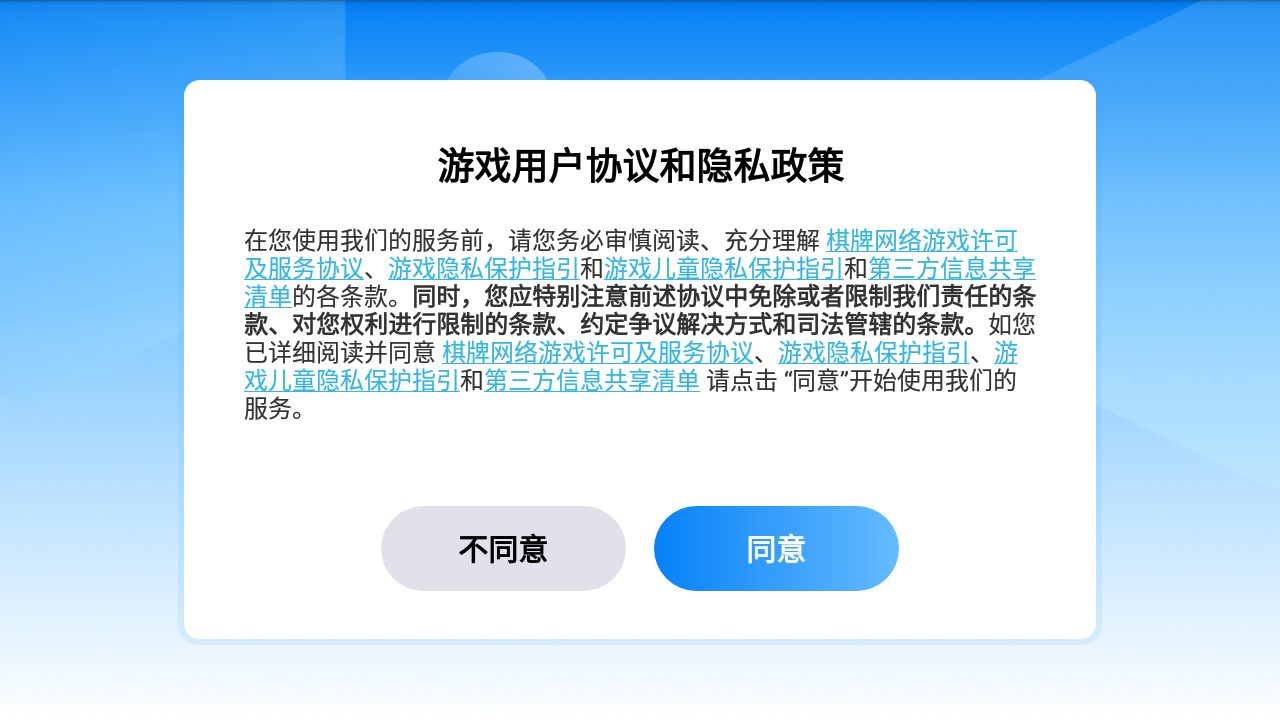 游戏用户协议和隐私政策
在您使用我们的服务前，请您务必审慎阅读、充分理解 棋牌网络游戏许可
及服务协议、游戏隐私保护指引和游戏儿童隐私保护指引和第三方信息共享
清单的各条款。同时，您应特别注意前述协议中免除或者限制我们责任的条
款、对您权利进行限制的条款、约定争议解决方式和司法管辖的条款。如您
已详细阅读并同意 棋牌网络游戏许可及服务协议、游戏隐私保护指引、游
戏儿童隐私保护指引和第三方信息共享清单 请点击 “同意”开始使用我们的
服务。
不同意
同意